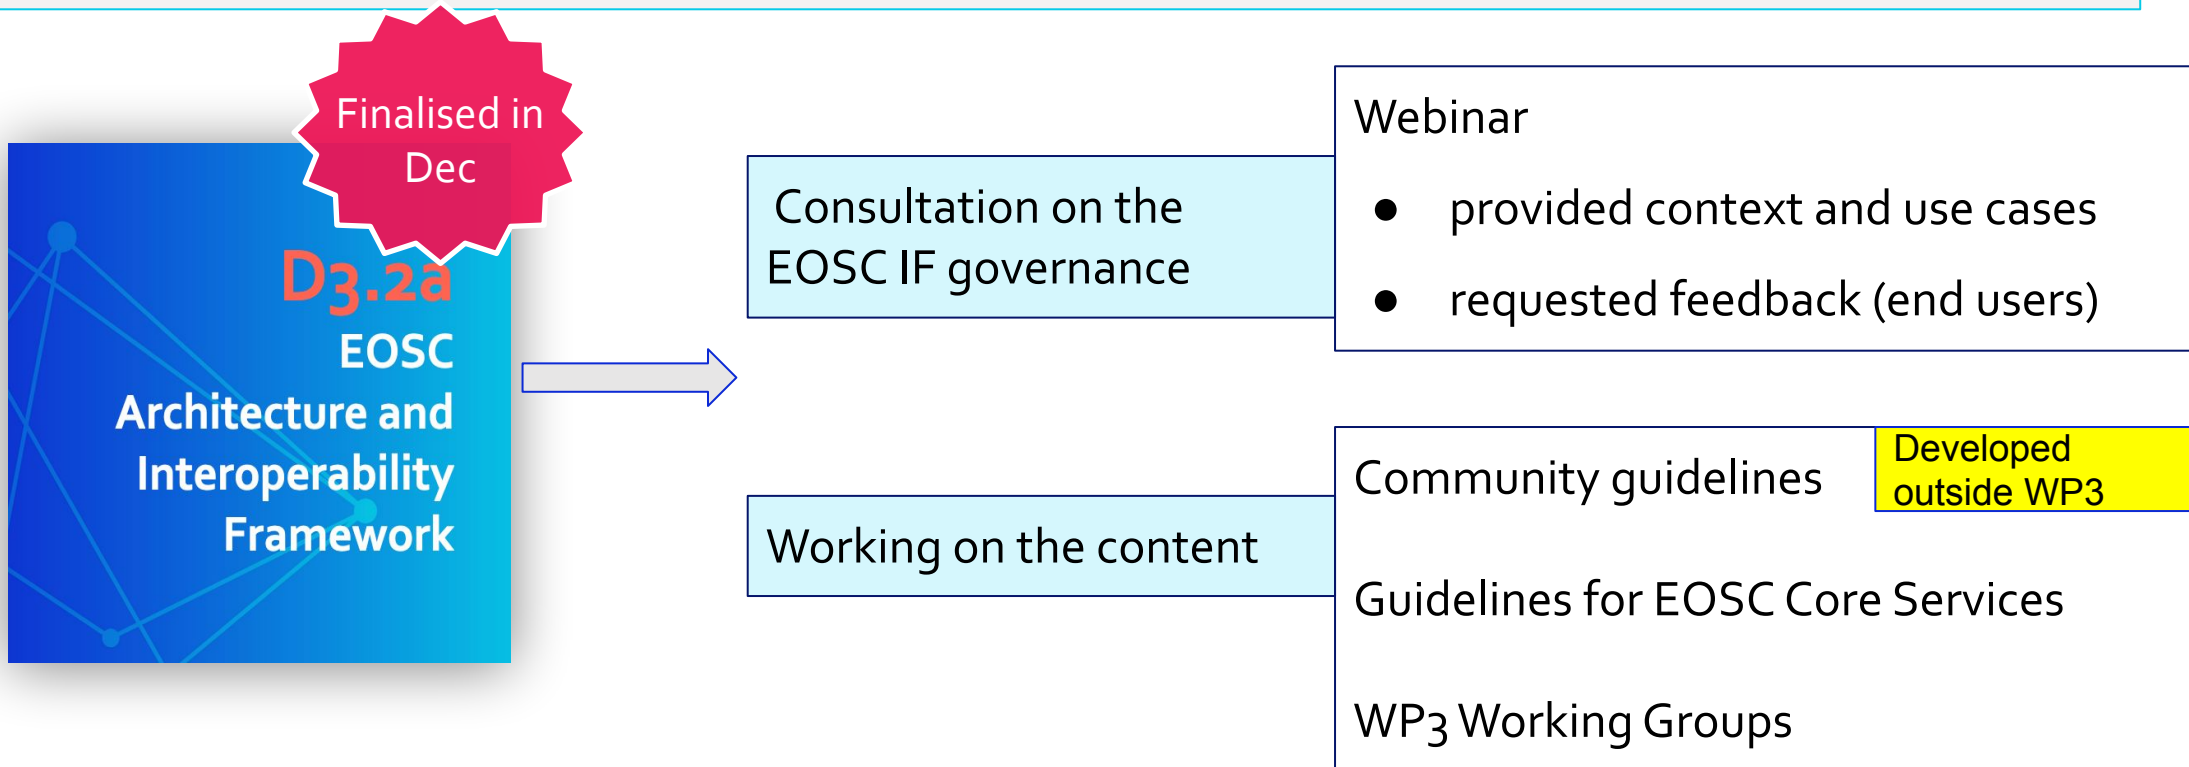 Finalised in
Dec
D3.2a
EOSC
Architecture and
Interoperability
Framework
Consultation on the
EOSC IF governance
Webinar
● provided context and use cases
● requested feedback (end users)
Working on the content
Community guidelines
Developed
outside WP3
Guidelines for EOSC Core Services
WP3 Working Groups